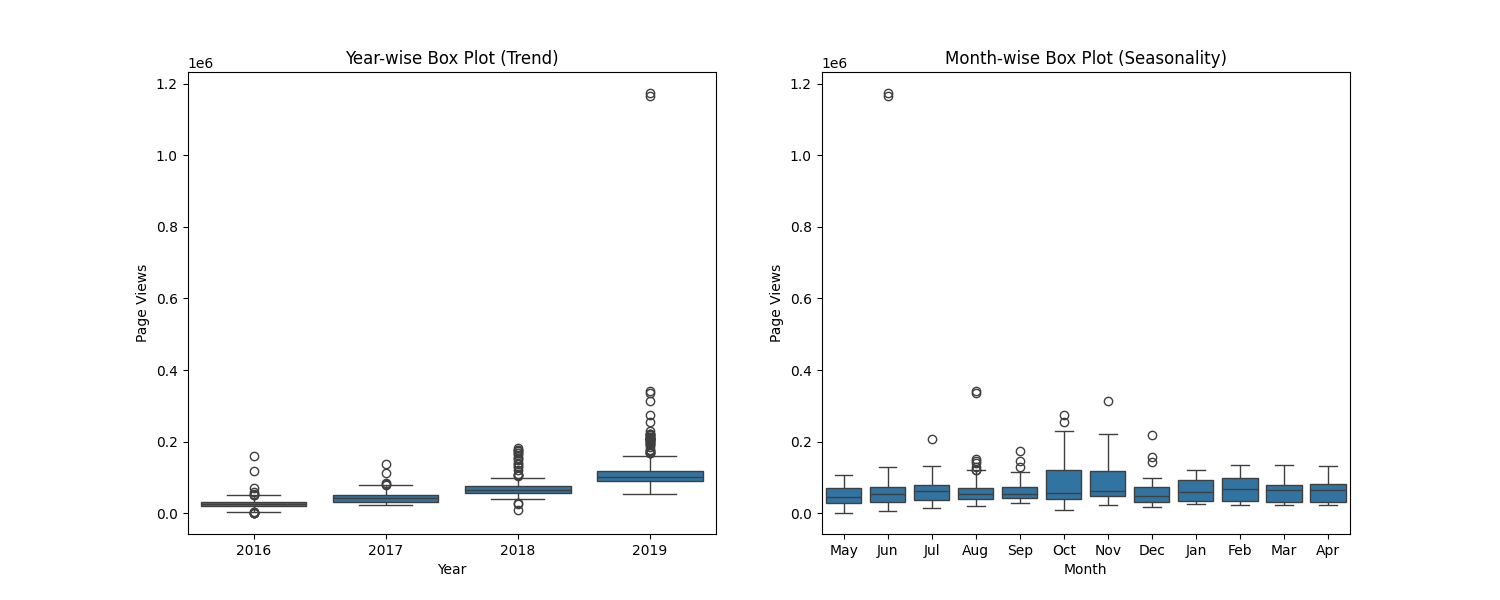 Year-wise Box Plot (Trend)
1e6
1.2
1.0
0.8
0.6
0.4
0.2
0.0
Page Views
2016 2017 2018 2019
Year
Month-wise Box Plot (Seasonality)
1e6
1.2
1.0
0.8
0.6
0.4
0.2
0.0
Page Views
May Jun Jul Aug Sep Oct Nov Dec Jan Feb Mar Apr
Month